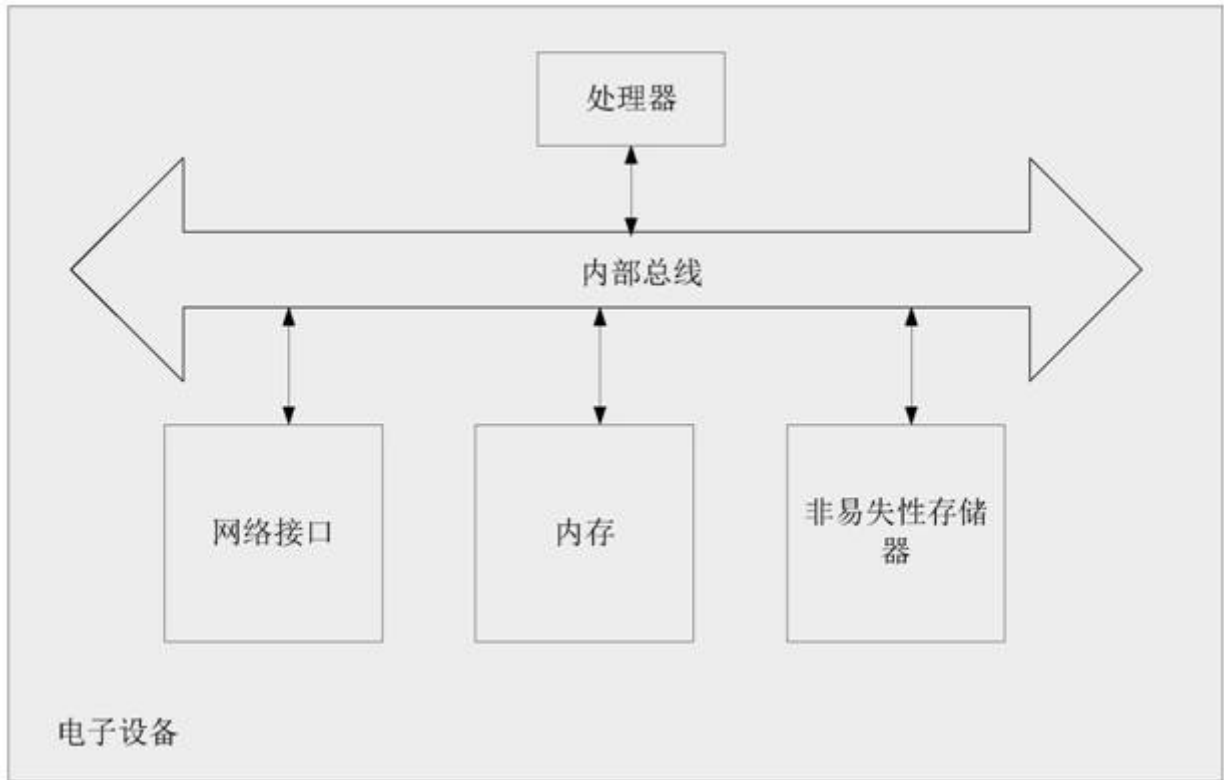 处理器
内部总线
网络接口
内存
非易失性存储
器
电子设备